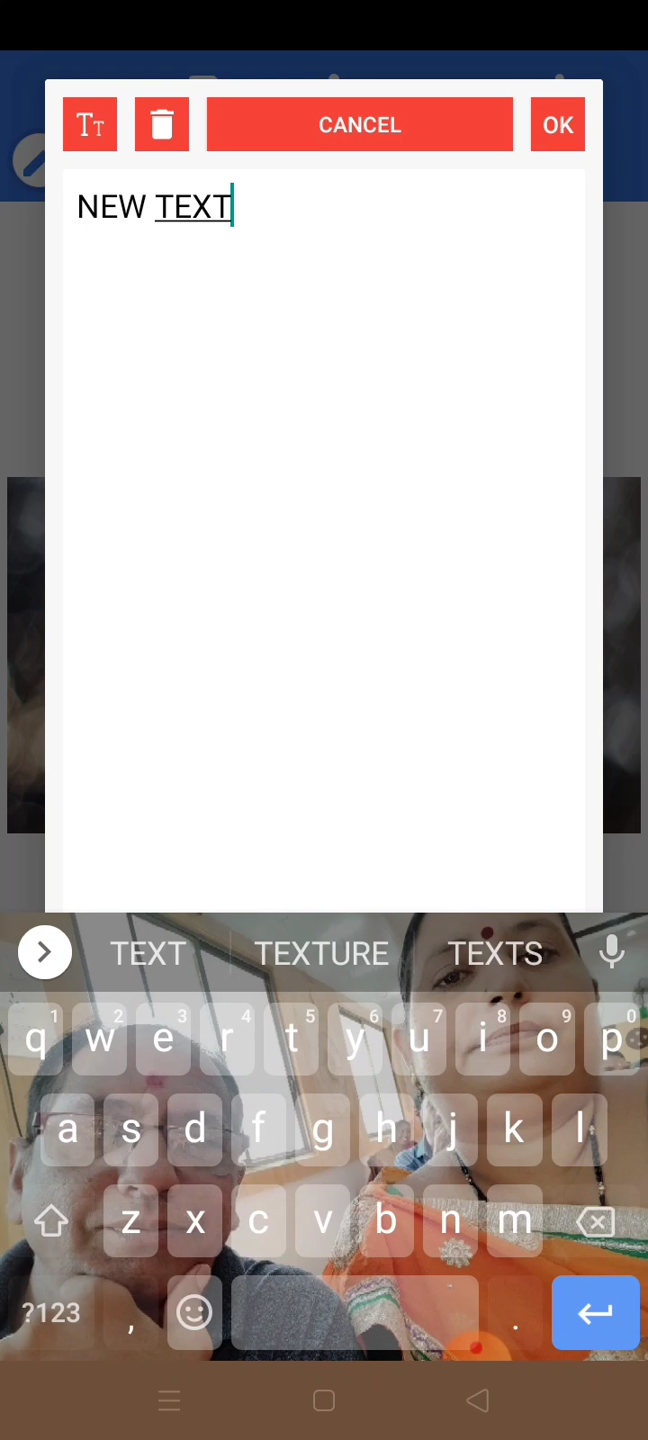 CANCEL
OK
NEW TEXT
TEXT TEXTURE TEXTS
1 2 3 4 5 6 7 8 9 0
q w e r t y u i o p
a s d f g h j k l
z x c v b n m
?123 , .